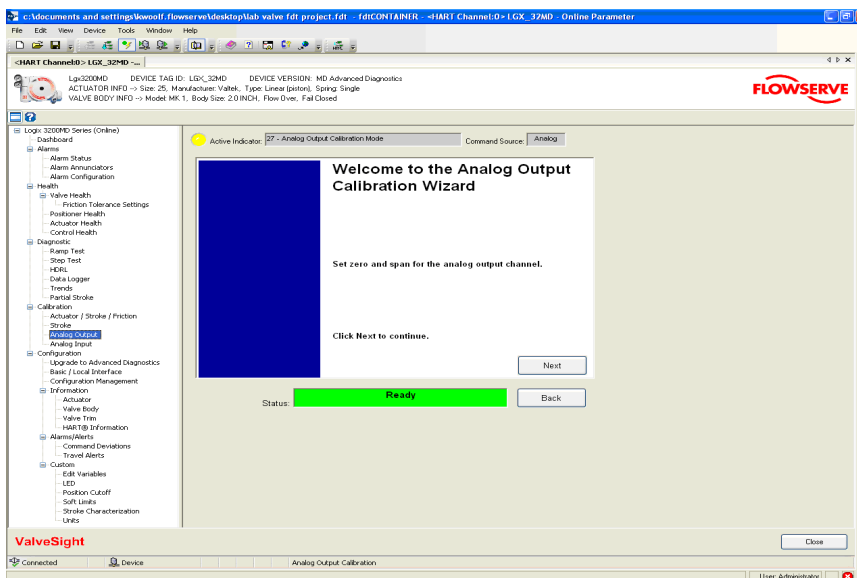 c:\documents and settings\kwoolf.flowserve\desktop\lab valve fdt project.fdt - fdtCONTAINER - <HART Channel:0> LGX_32MD - Online Parameter
File Edit View Device Tools Window Help
<HART Channel:0> LGX_32MD -...
Lgx3200MD DEVICE TAG ID: LGX_32MD DEVICE VERSION: MD Advanced Diagnostics
ACTUATOR INFO --> Size: 25, Manufacturer: Valtek, Type: Linear (piston), Spring: Single
VALVE BODY INFO --> Model: MK 1, Body Size: 2.0 INCH, Flow Over, Fail Closed
FLOWSERVE
Logix 3200MD Series (Online)
Dashboard
Alarms
Alarm Status
Alarm Annunciators
Alarm Configuration
Health
Valve Health
Friction Tolerance Settings
Positioner Health
Actuator Health
Control Health
Diagnostic
Ramp Test
Step Test
HDRL
Data Logger
Trends
Partial Stroke
Calibration
Actuator / Stroke / Friction
Stroke
Analog Output
Analog Input
Configuration
Upgrade to Advanced Diagnostics
Basic / Local Interface
Configuration Management
Information
Actuator
Valve Body
Valve Trim
HART® Information
Alarms/Alerts
Command Deviations
Travel Alerts
Custom
Edit Variables
LED
Position Cutoff
Soft Limits
Stroke Characterization
Units
Active Indicator: 27 - Analog Output Calibration Mode Command Source: Analog
Welcome to the Analog Output
Calibration Wizard
Set zero and span for the analog output channel.
Click Next to continue.
Next
Status: Ready Back
ValveSight Close
Connected Device Analog Output Calibration
User: Administrator